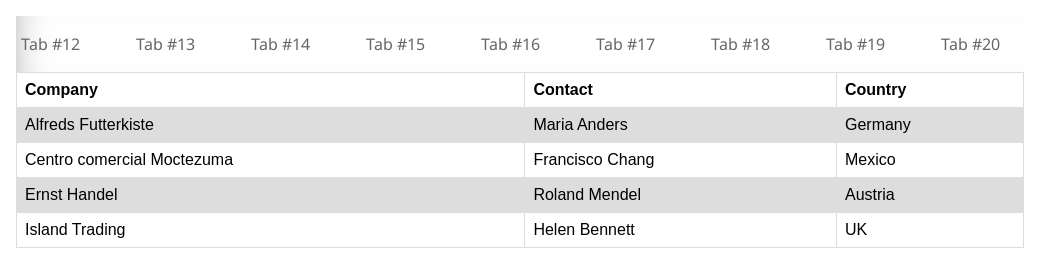 Tab #12 Tab #13 Tab #14 Tab #15 Tab #16 Tab #17 Tab #18 Tab #19 Tab #20
Company Contact Country
Alfreds Futterkiste Maria Anders Germany
Centro comercial Moctezuma Francisco Chang Mexico
Ernst Handel Roland Mendel Austria
Island Trading Helen Bennett UK